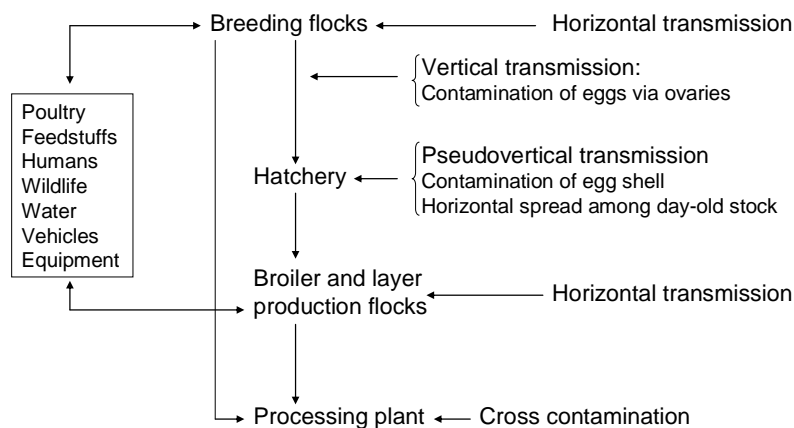 Breeding flocks
Horizontal transmission
Vertical transmission:
Contamination of eggs via ovaries
Poultry
Feedstuffs
Humans
Wildlife
Water
Vehicles
Equipment
Pseudovertical transmission
Hatchery
Contamination of egg shell
Horizontal spread among day-old stock
Broiler and layer
production flocks
Horizontal transmission
Processing plant
Cross contamination